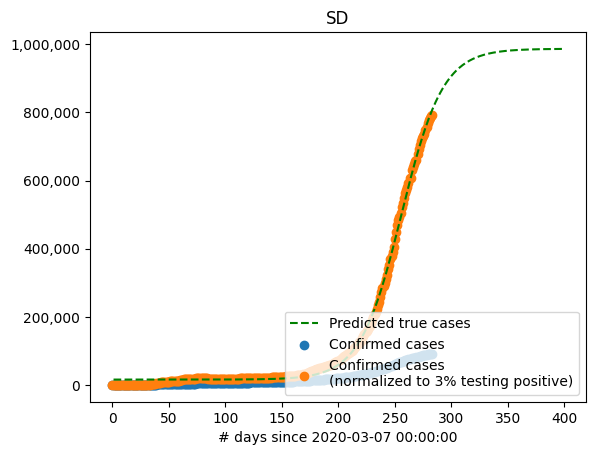 SD
1,000,000
800,000
600,000
400,000
200,000
0
Predicted true cases
Confirmed cases
Confirmed cases
(normalized to 3% testing positive)
0 50 100 150 200 250 300 350 400
# days since 2020-03-07 00:00:00